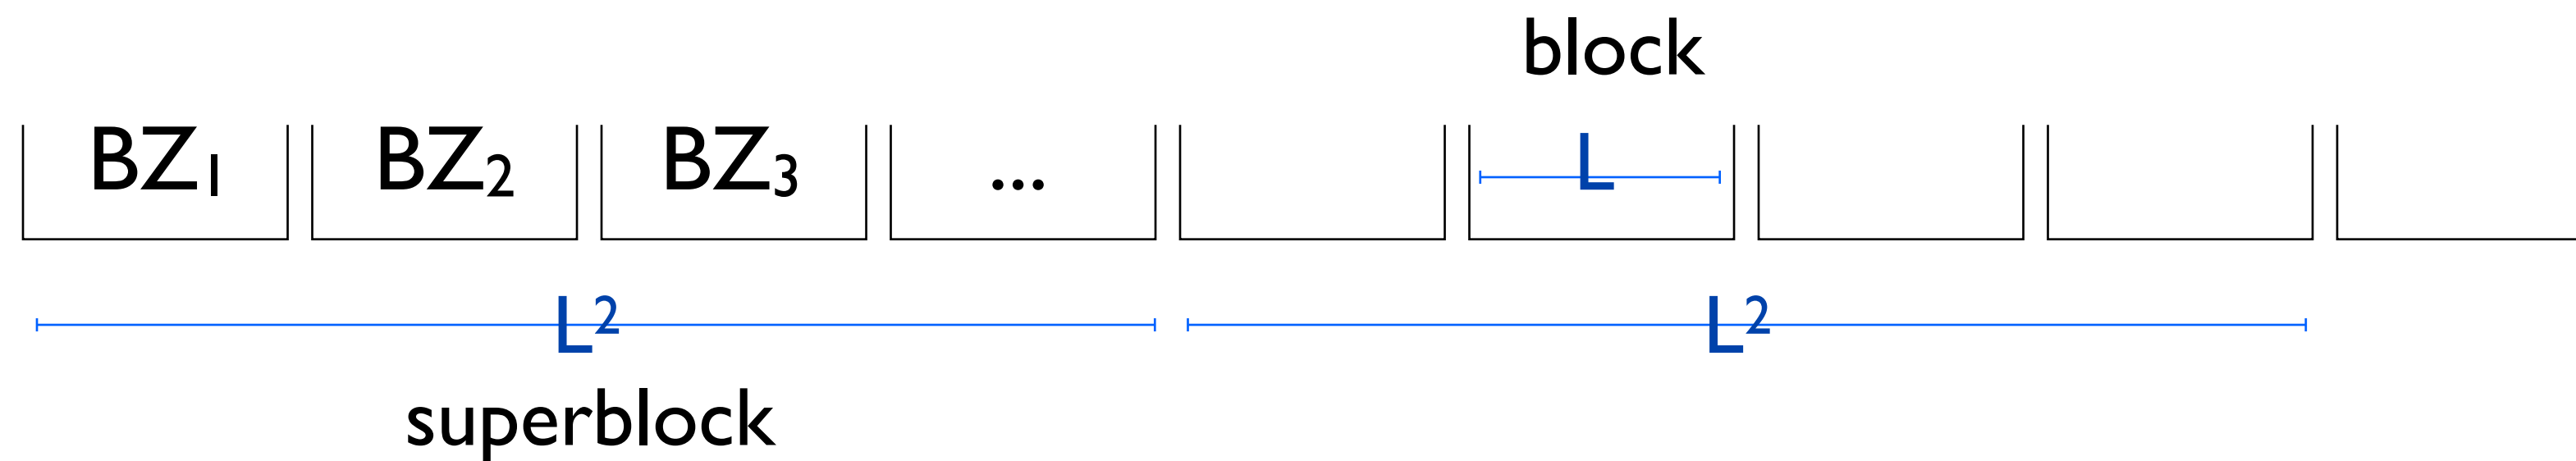 block
BZ₁ BZ₂ BZ₃ ... L
L² L²
superblock